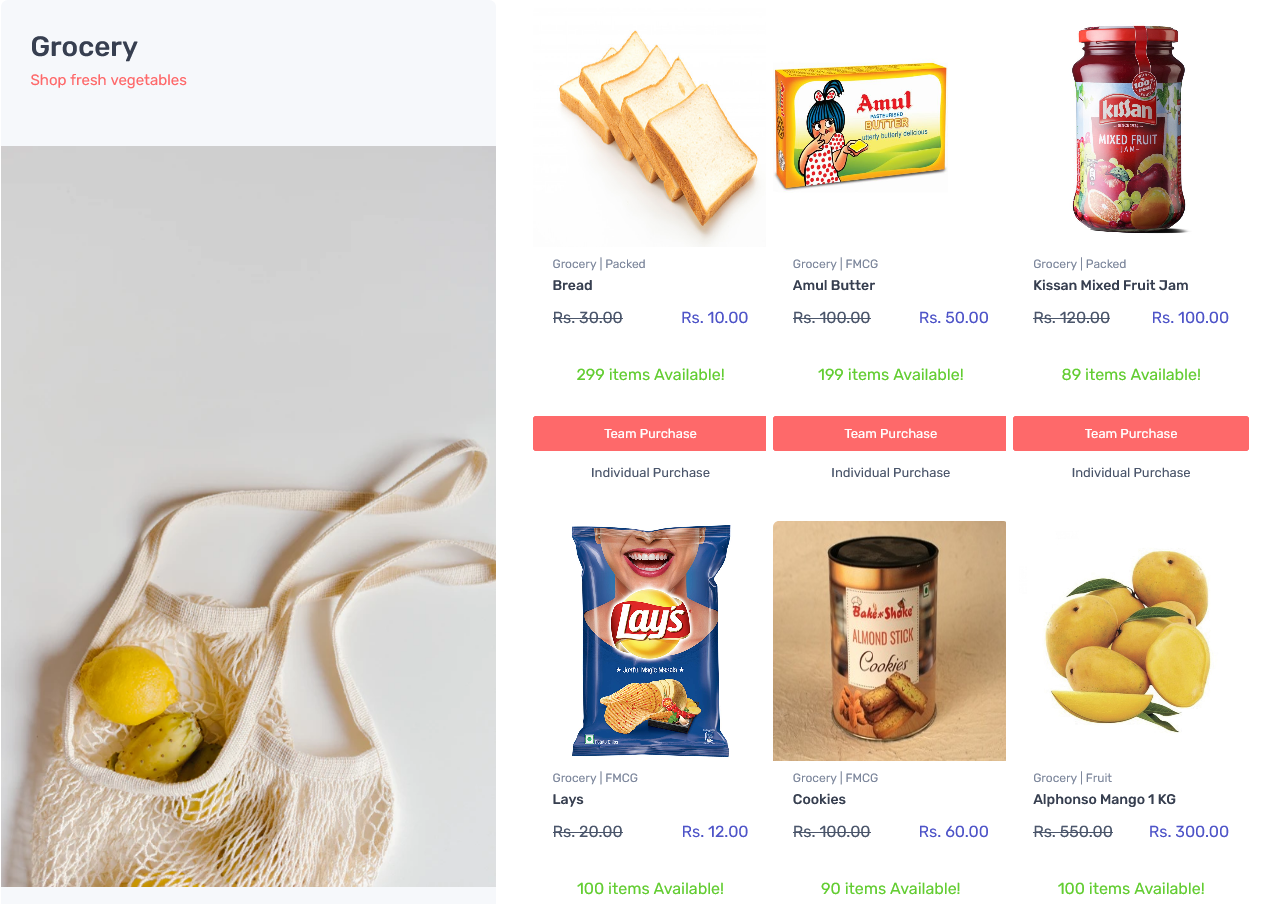 Grocery
Shop fresh vegetables
Amul
PASTEURISED
BUTTER
utterly butterly delicious
100%
Kissan
MIXED FRUIT
JAM
Grocery | Packed
Bread
Rs. 30.00 Rs. 10.00
299 items Available!
Team Purchase
Individual Purchase
Grocery | FMCG
Amul Butter
Rs. 100.00 Rs. 50.00
199 items Available!
Team Purchase
Individual Purchase
Grocery | Packed
Kissan Mixed Fruit Jam
Rs. 120.00 Rs. 100.00
89 items Available!
Team Purchase
Individual Purchase
Lay's
Magic Masala
Bake n Shake
ALMOND STICK
Cookies
Grocery | FMCG
Lays
Rs. 20.00 Rs. 12.00
100 items Available!
Grocery | FMCG
Cookies
Rs. 100.00 Rs. 60.00
90 items Available!
Grocery | Fruit
Alphonso Mango 1 KG
Rs. 550.00 Rs. 300.00
100 items Available!